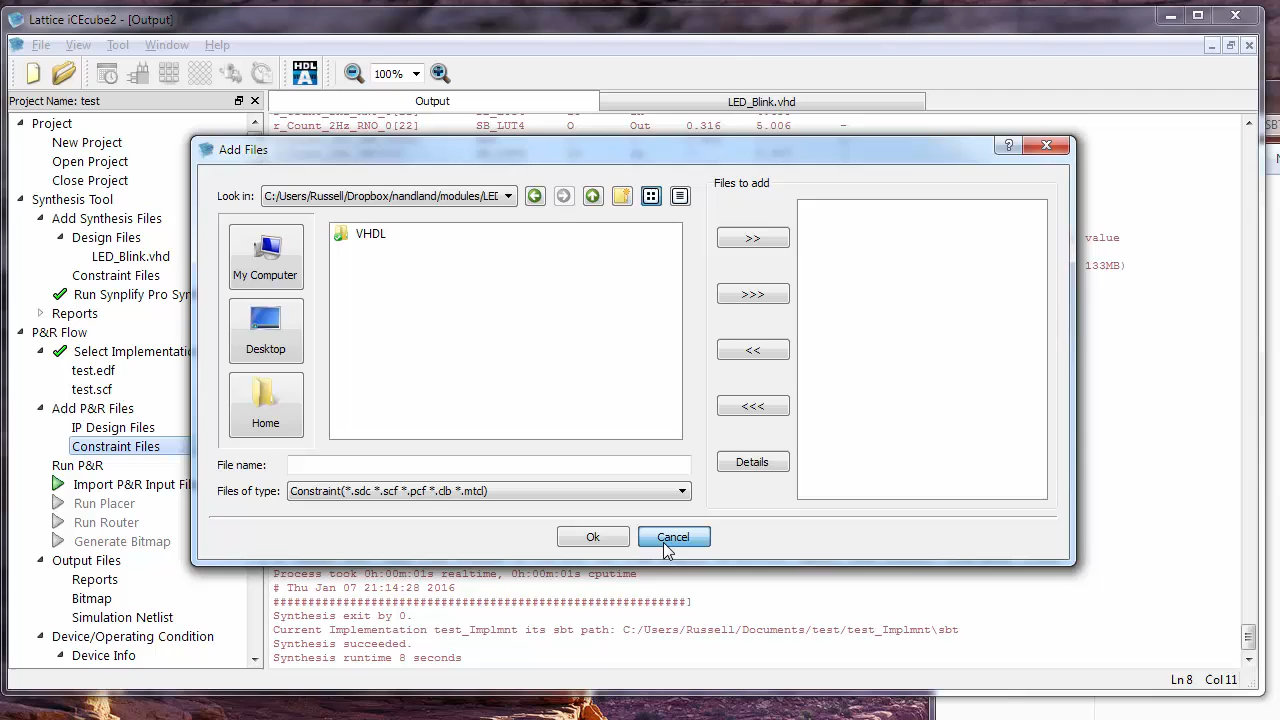 Lattice iCEcube2 - [Output]
File View Tool Window Help
HDL A 100%
Project Name: test
Output LED_Blink.vhd
Project
New Project
Open Project
Close Project
Synthesis Tool
Add Synthesis Files
Design Files
LED_Blink.vhd
Constraint Files
Run Synplify Pro Syn
Reports
P&R Flow
Select Implementatio
test.edf
test.scf
Add P&R Files
IP Design Files
Constraint Files
Run P&R
Import P&R Input Fil
Run Placer
Run Router
Generate Bitmap
Output Files
Reports
Bitmap
Simulation Netlist
Device/Operating Condition
Device Info
r_Count_2Hz_RNO_0[22] SB_LUT4 O Out 0.316 5.006 -
value
133MB)
Add Files
Look in: C:/Users/Russell/Dropbox/nandland/modules/LED
My Computer
Desktop
Home
VHDL
File name:
Files of type: Constraint(*.sdc *.scf *.pcf *.clb *.mtcl)
Files to add
>>
>>>
<<
<<<
Details
Ok Cancel
Process took 0h:00m:01s realtime, 0h:00m:01s cputime
# Thu Jan 07 21:14:28 2016
###########################################################]
Synthesis exit by 0.
Current Implementation test_Implmnt its sbt path: C:/Users/Russell/Documents/test/test_Implmnt\sbt
Synthesis succeeded.
Synthesis runtime 8 seconds
Ln 8 Col 11